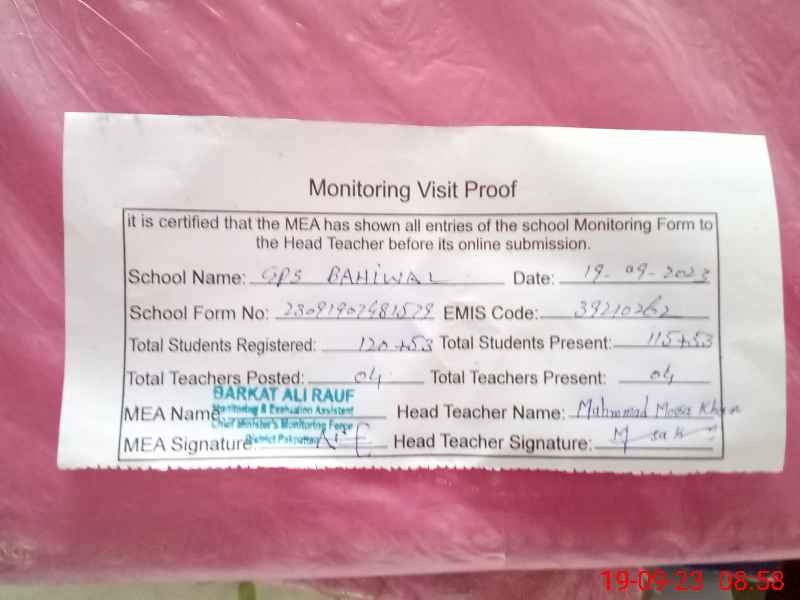 Monitoring Visit Proof
it is certified that the MEA has shown all entries of the school Monitoring Form to
the Head Teacher before its online submission.
School Name: GPS BAHIWAL Date: 19-09-2023
School Form No: EMIS Code: 39210262
Total Students Registered: 120+53 Total Students Present: 115+53
Total Teachers Posted: 04 Total Teachers Present: 04
BARKAT ALI RAUF
Monitoring & Evaluation Assistant
MEA Name Head Teacher Name: Muhammad Moosa Khan
Chief Minister's Monitoring Force
District Pakpattan
MEA Signature: Head Teacher Signature:
19-09-23 08:58